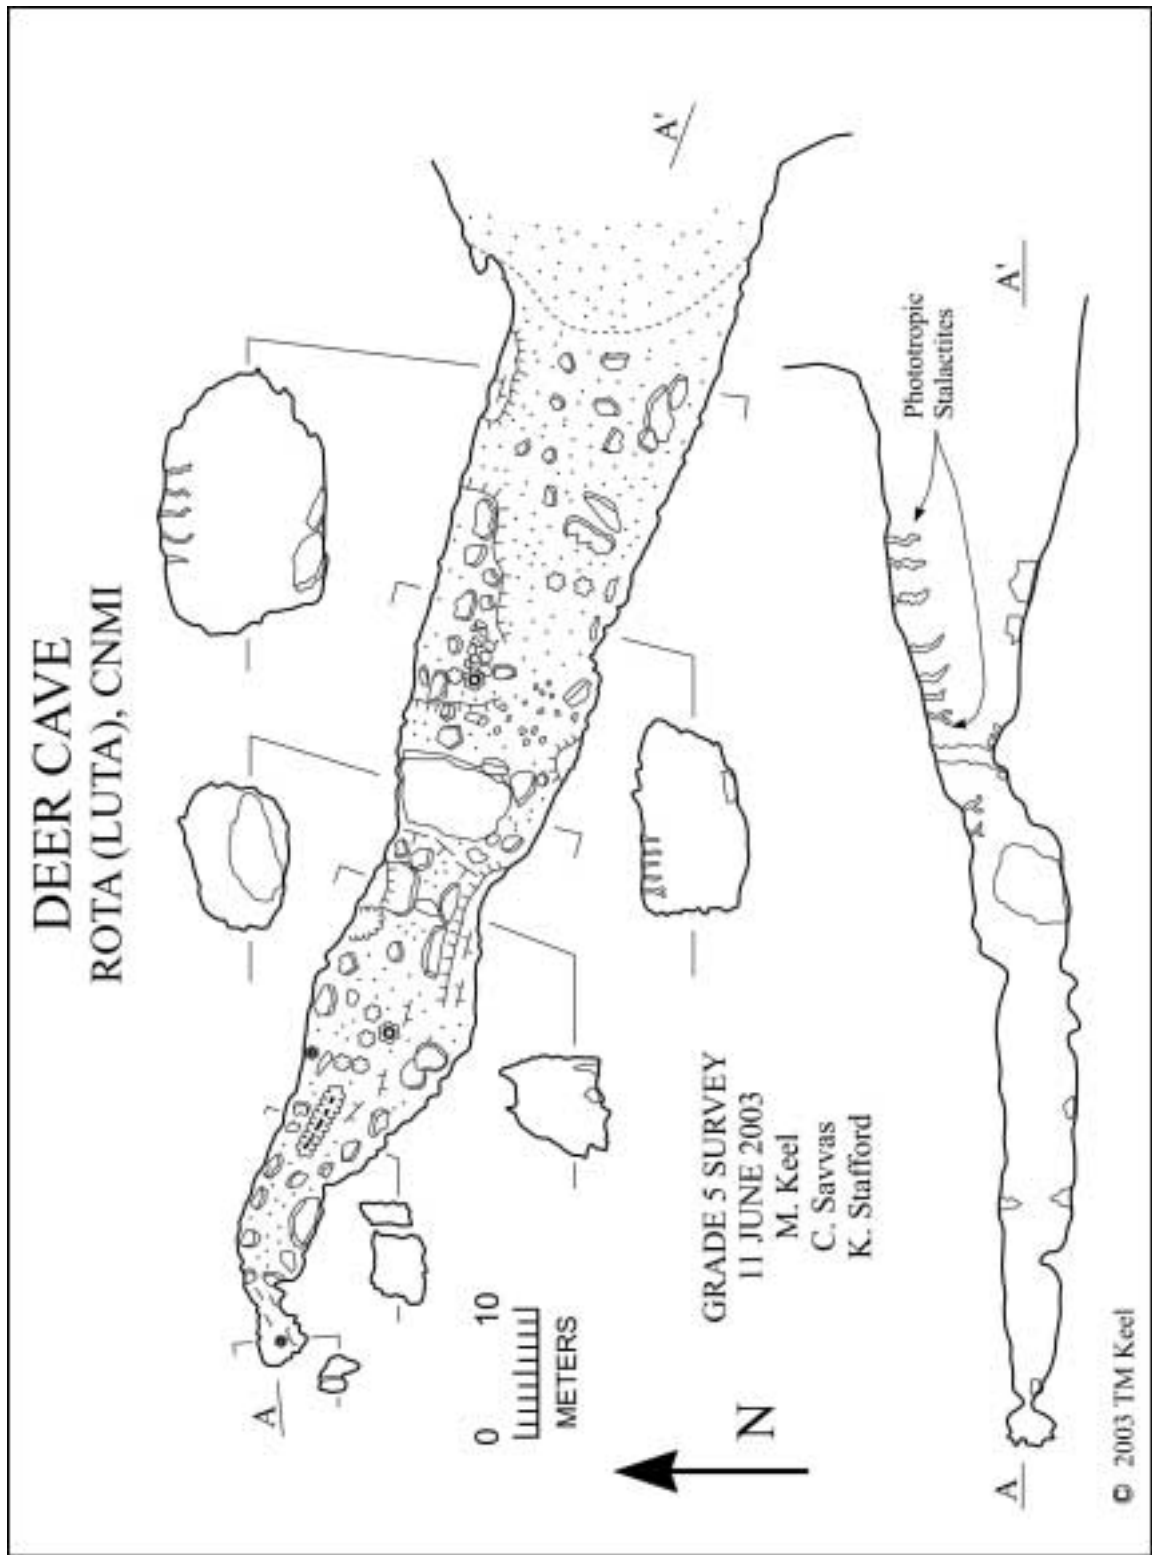 DEER CAVE
ROTA (LUTA), CNMI
A
A'
0 10
METERS
N
GRADE 5 SURVEY
11 JUNE 2003
M. Keel
C. Savvas
K. Stafford
Phototropic
Stalactites
A
A'
© 2003 TM Keel